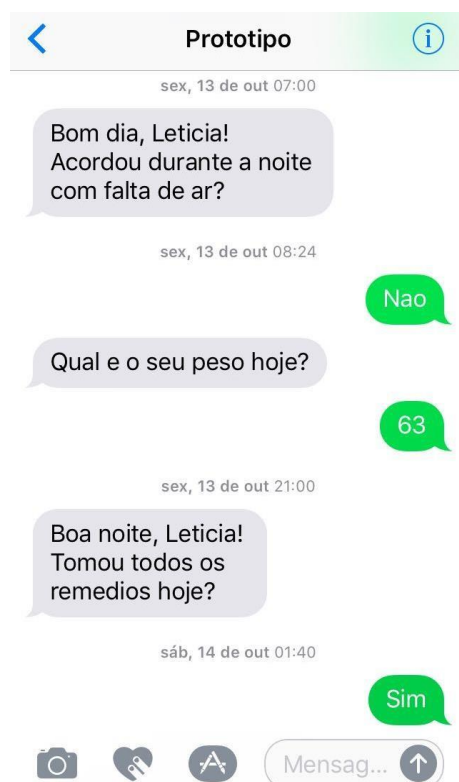 Prototipo
sex, 13 de out 07:00
Bom dia, Leticia!
Acordou durante a noite
com falta de ar?
sex, 13 de out 08:24
Nao
Qual e o seu peso hoje?
63
sex, 13 de out 21:00
Boa noite, Leticia!
Tomou todos os
remedios hoje?
sáb, 14 de out 01:40
Sim
Mensag...